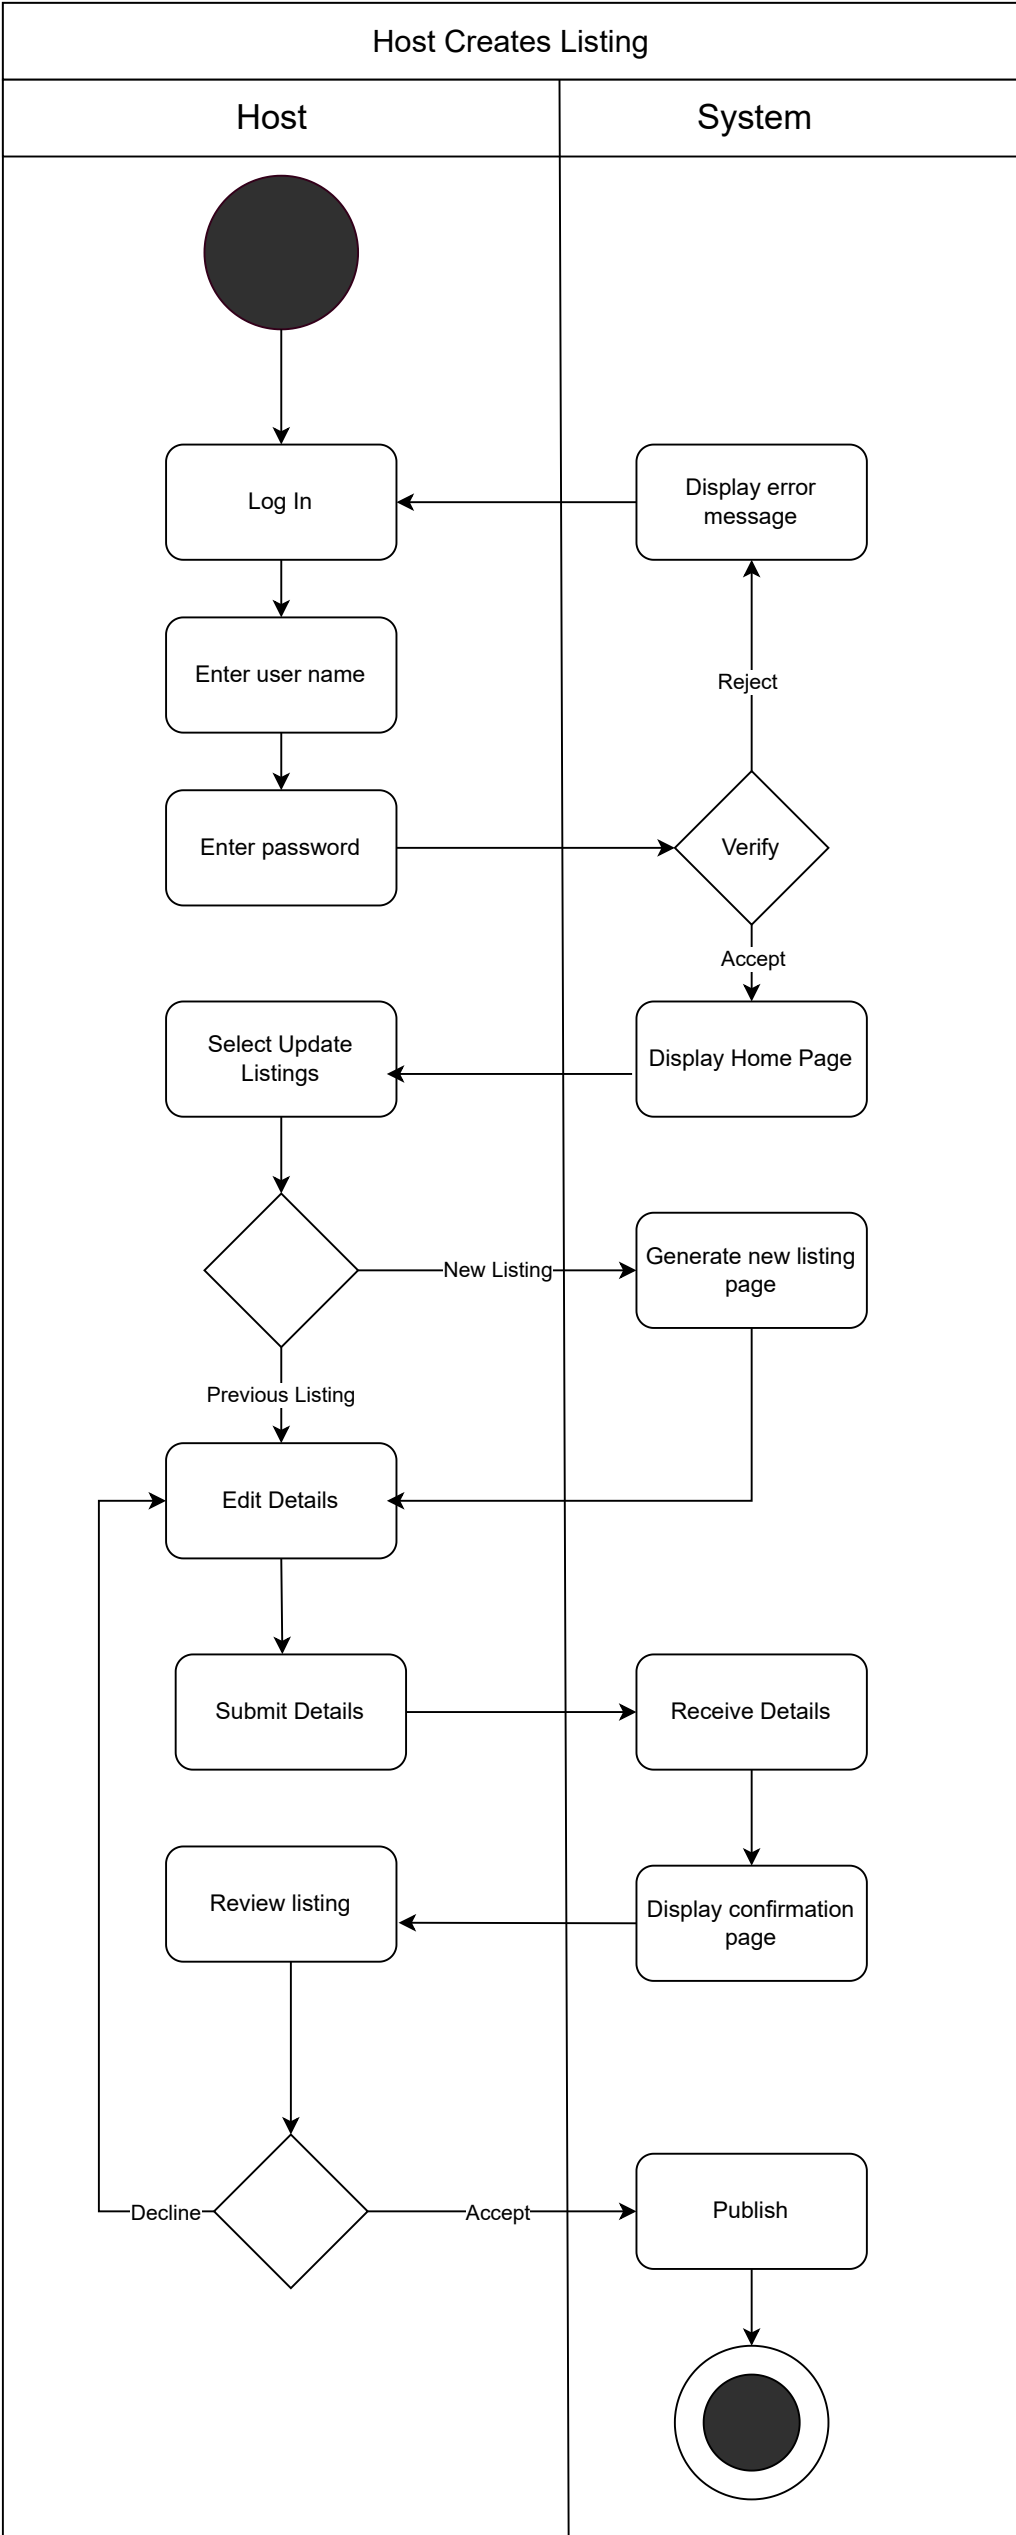 Host Creates Listing
Host
System
Log In
Display error
message
Enter user name
Reject
Enter password
Verify
Accept
Select Update
Listings
Display Home Page
New Listing
Generate new listing
page
Previous Listing
Edit Details
Submit Details
Receive Details
Review listing
Display confirmation
page
Decline
Accept
Publish